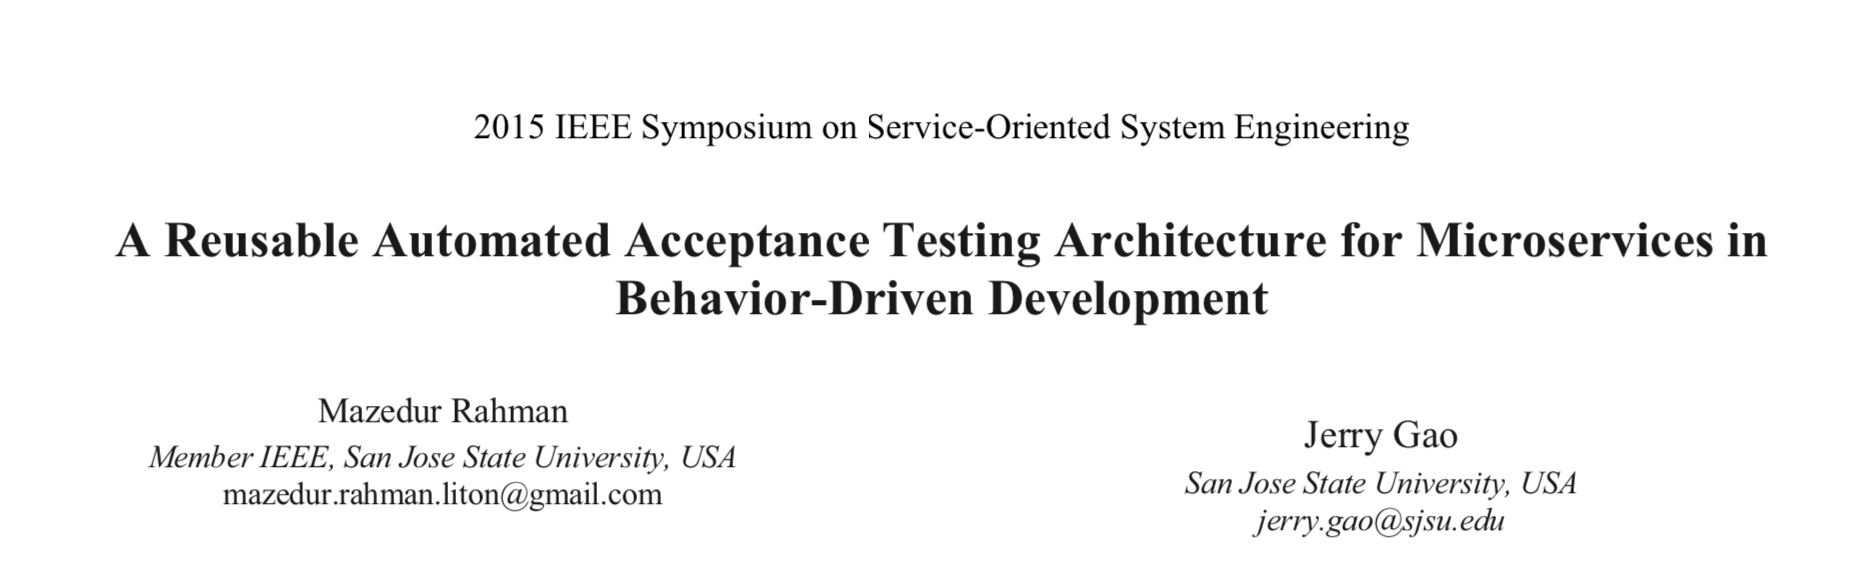 2015 IEEE Symposium on Service-Oriented System Engineering
A Reusable Automated Acceptance Testing Architecture for Microservices in
Behavior-Driven Development
Mazedur Rahman
Member IEEE, San Jose State University, USA
mazedur.rahman.liton@gmail.com
Jerry Gao
San Jose State University, USA
jerry.gao@sjsu.edu